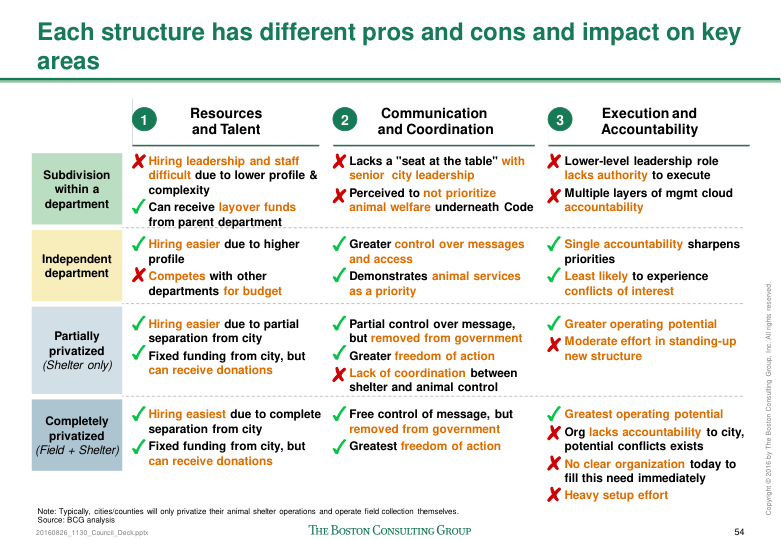 Each structure has different pros and cons and impact on key
areas
1
Resources
and Talent
2
Communication
and Coordination
3
Execution and
Accountability
Subdivision
within a
department
✘ Hiring leadership and staff
difficult due to lower profile &
complexity
✓ Can receive layover funds
from parent department
✘ Lacks a "seat at the table" with
senior city leadership
✘ Perceived to not prioritize
animal welfare underneath Code
✘ Lower-level leadership role
lacks authority to execute
✘ Multiple layers of mgmt cloud
accountability
Independent
department
✓ Hiring easier due to higher
profile
✘ Competes with other
departments for budget
✓ Greater control over messages
and access
✓ Demonstrates animal services
as a priority
✓ Single accountability sharpens
priorities
✓ Least likely to experience
conflicts of interest
Partially
privatized
(Shelter only)
✓ Hiring easier due to partial
separation from city
✓ Fixed funding from city, but
can receive donations
✓ Partial control over message,
but removed from government
✓ Greater freedom of action
✘ Lack of coordination between
shelter and animal control
✓ Greater operating potential
✘ Moderate effort in standing-up
new structure
Completely
privatized
(Field + Shelter)
✓ Hiring easiest due to complete
separation from city
✓ Fixed funding from city, but
can receive donations
✓ Free control of message, but
removed from government
✓ Greatest freedom of action
✓ Greatest operating potential
✘ Org lacks accountability to city,
potential conflicts exists
✘ No clear organization today to
fill this need immediately
✘ Heavy setup effort
Note: Typically, cities/counties will only privatize their animal shelter operations and operate field collection themselves.
Source: BCG analysis
20160826_1130_Council_Deck.pptx
THE BOSTON CONSULTING GROUP
54
Copyright © 2016 by The Boston Consulting Group, Inc. All rights reserved.